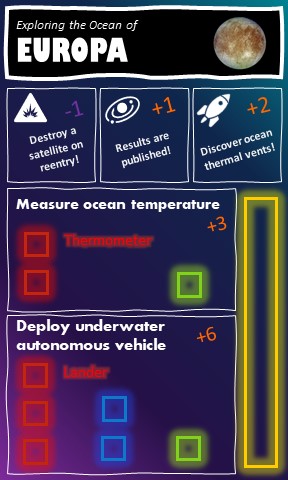 Exploring the Ocean of
EUROPA
-1
Destroy a
satellite on
reentry!
+1
Results are
published!
+2
Discover ocean
thermal vents!
Measure ocean temperature
+3
Thermometer
Deploy underwater
autonomous vehicle
+6
Lander